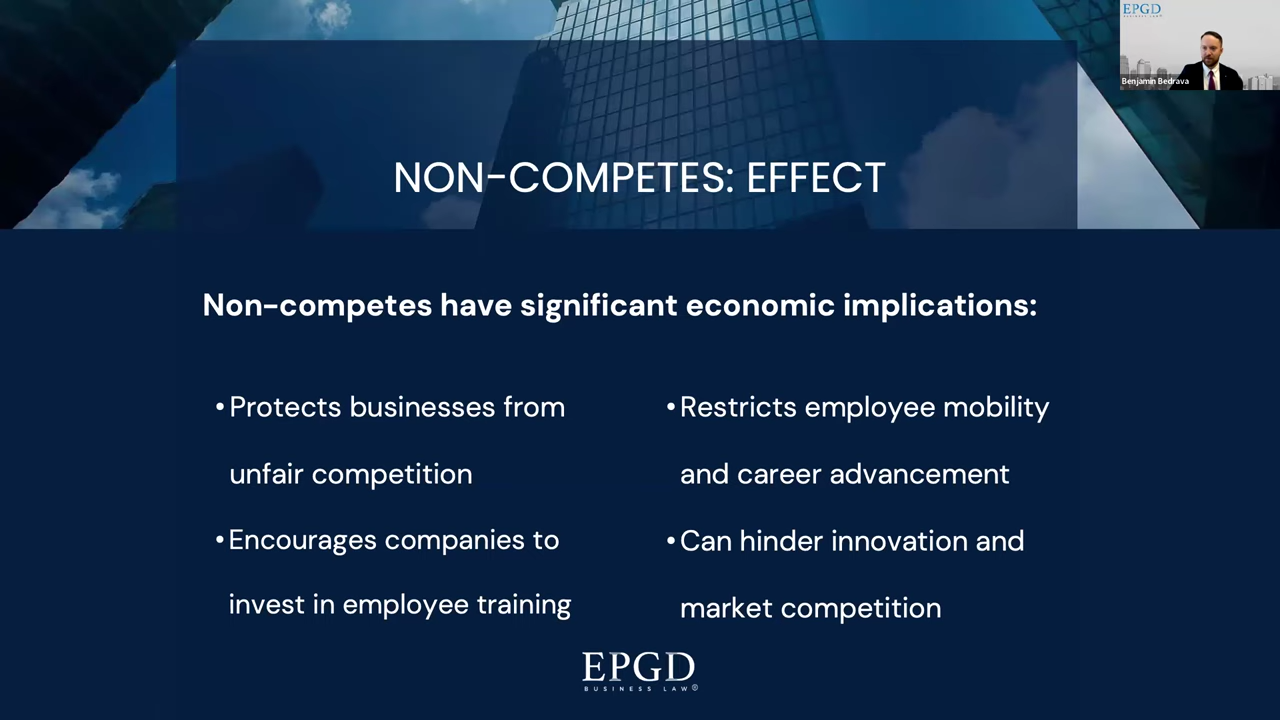 EPGD
BUSINESS LAW
Benjamin Bedrava
NON-COMPETES: EFFECT
Non-competes have significant economic implications:
•Protects businesses from
unfair competition
•Encourages companies to
invest in employee training
•Restricts employee mobility
and career advancement
•Can hinder innovation and
market competition
EPGD
BUSINESS LAW®